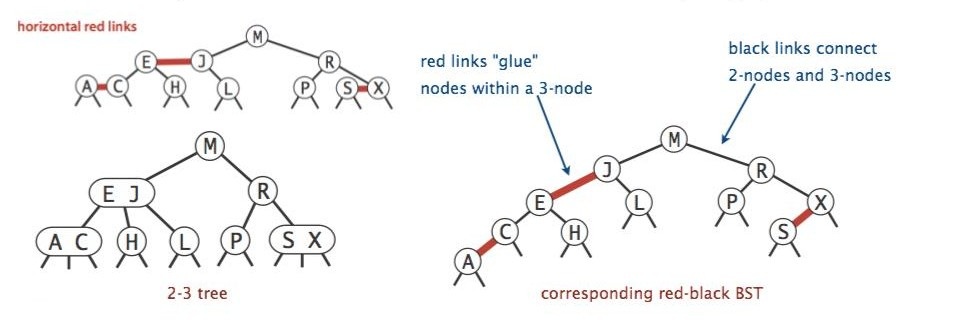 horizontal red links
M
E J R
A C H L P S X
M
E J R
A C H L P S X
2-3 tree
red links "glue"
nodes within a 3-node
black links connect
2-nodes and 3-nodes
M
J R
E L P X
C H S
A
corresponding red-black BST